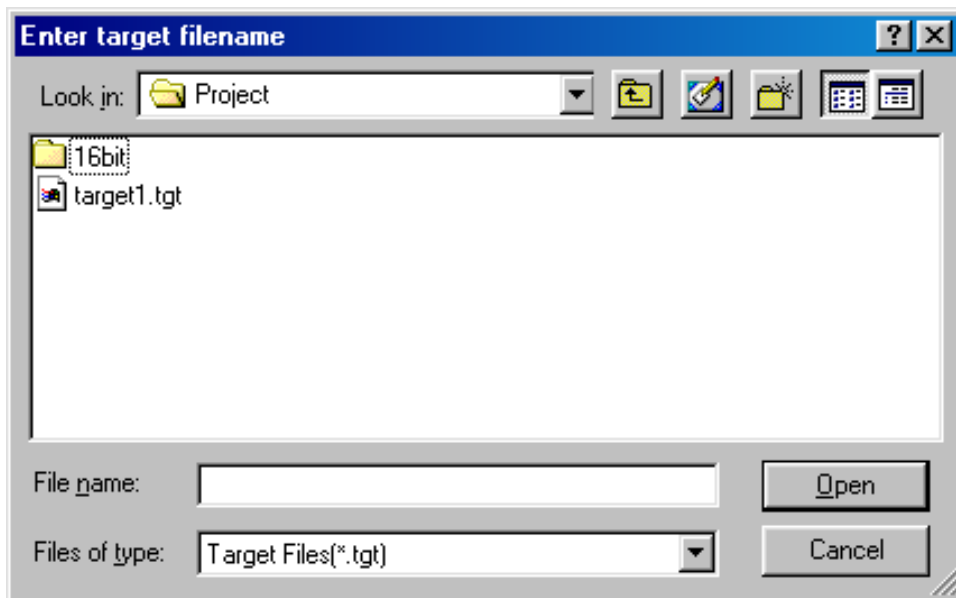 Enter target filename
Look in: Project
16bit
target1.tgt
File name: Open
Files of type: Target Files(*.tgt) Cancel